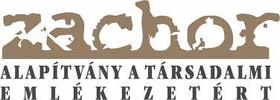 zachor
ALAPÍTVÁNY A TÁRSADALMI
EMLÉKEZETÉRT